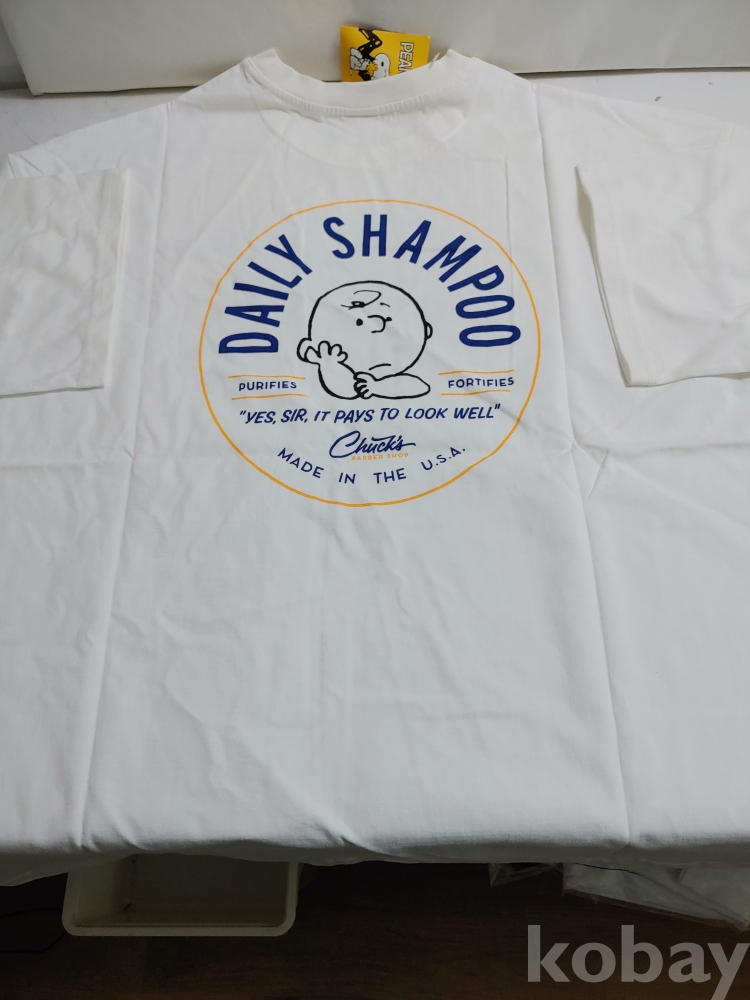 PEA
DAILY SHAMPOO
PURIFIES
FORTIFIES
"YES, SIR, IT PAYS TO LOOK WELL"
Chuck's
BARBER SHOP
MADE IN THE U.S.A.
kobay